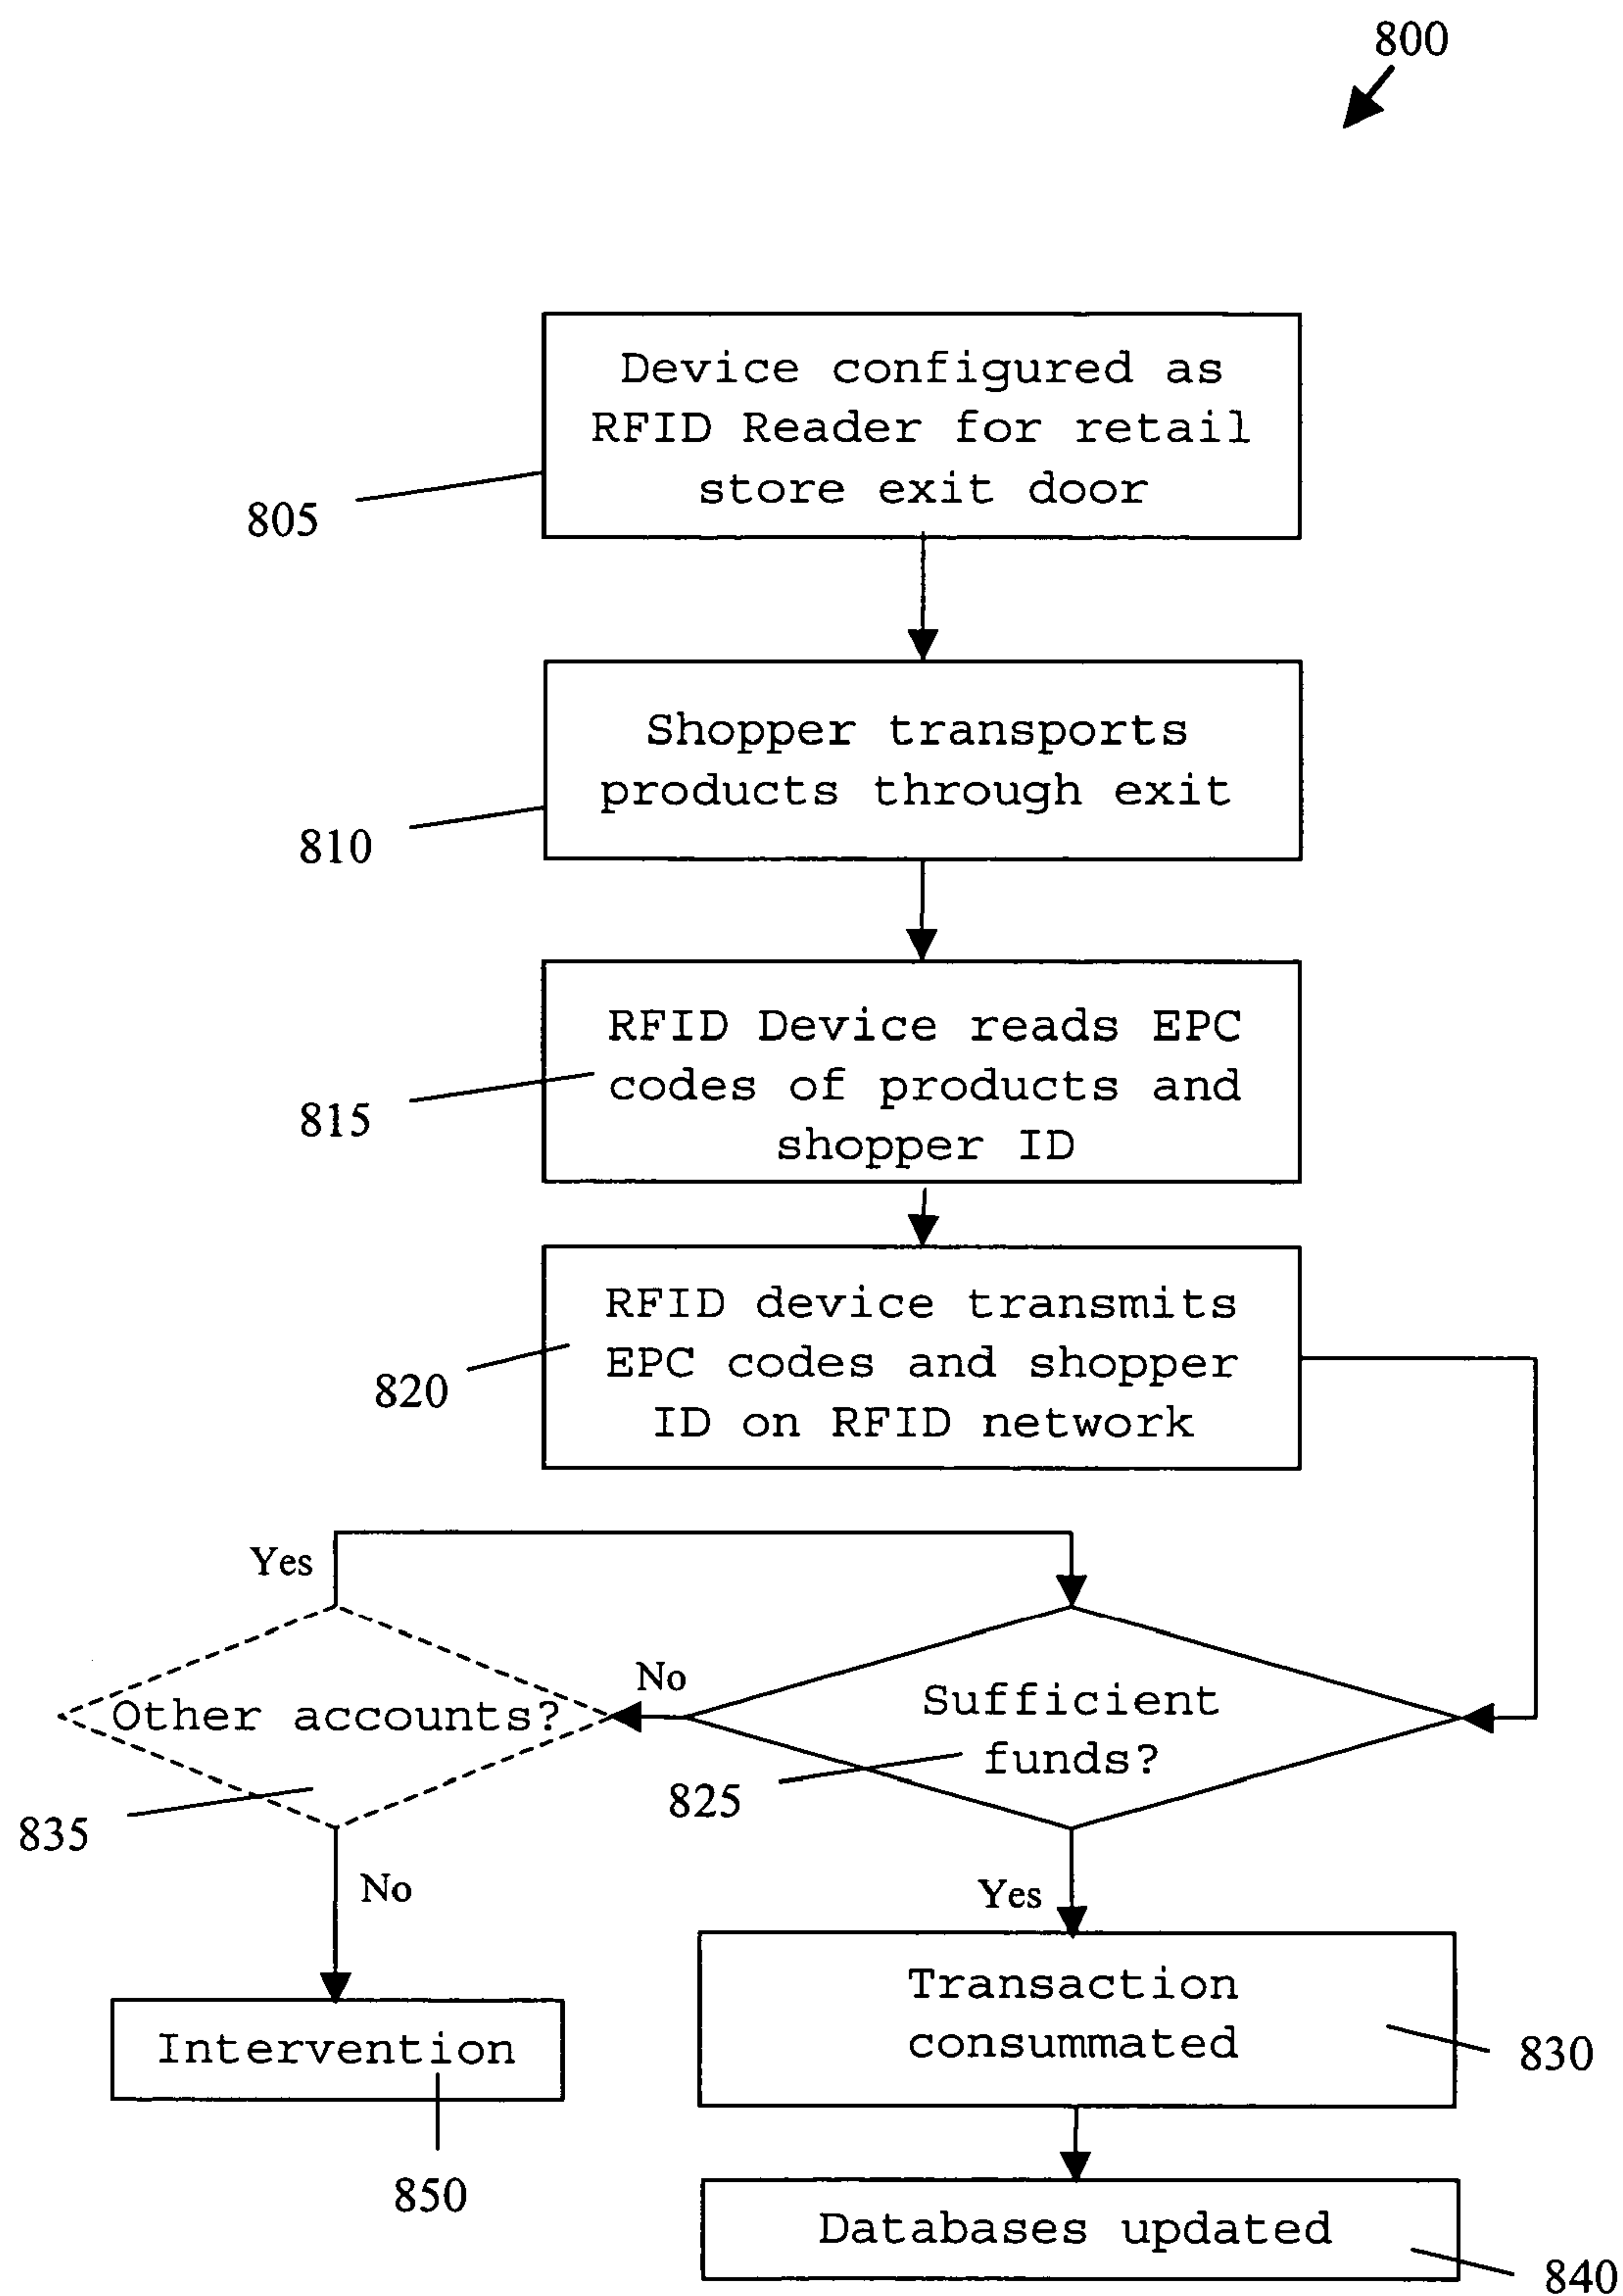 800
Device configured as
RFID Reader for retail
store exit door
805
Shopper transports
products through exit
810
RFID Device reads EPC
codes of products and
shopper ID
815
RFID device transmits
EPC codes and shopper
ID on RFID network
820
Yes
No
Other accounts?
Sufficient
funds?
825
835
No
Yes
Transaction
consummated
830
Intervention
850
Databases updated
840